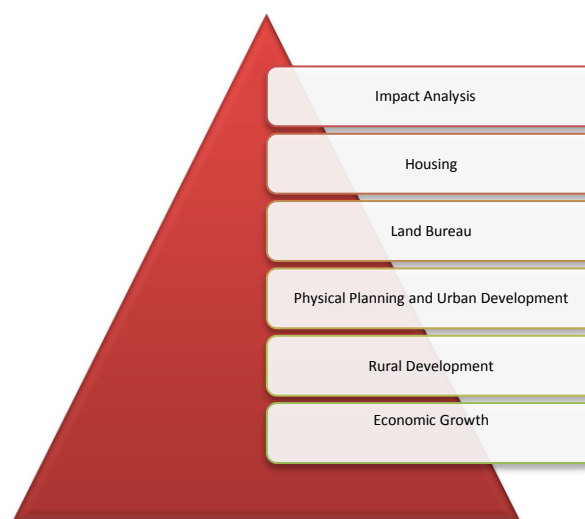 Impact Analysis
Housing
Land Bureau
Physical Planning and Urban Development
Rural Development
Economic Growth